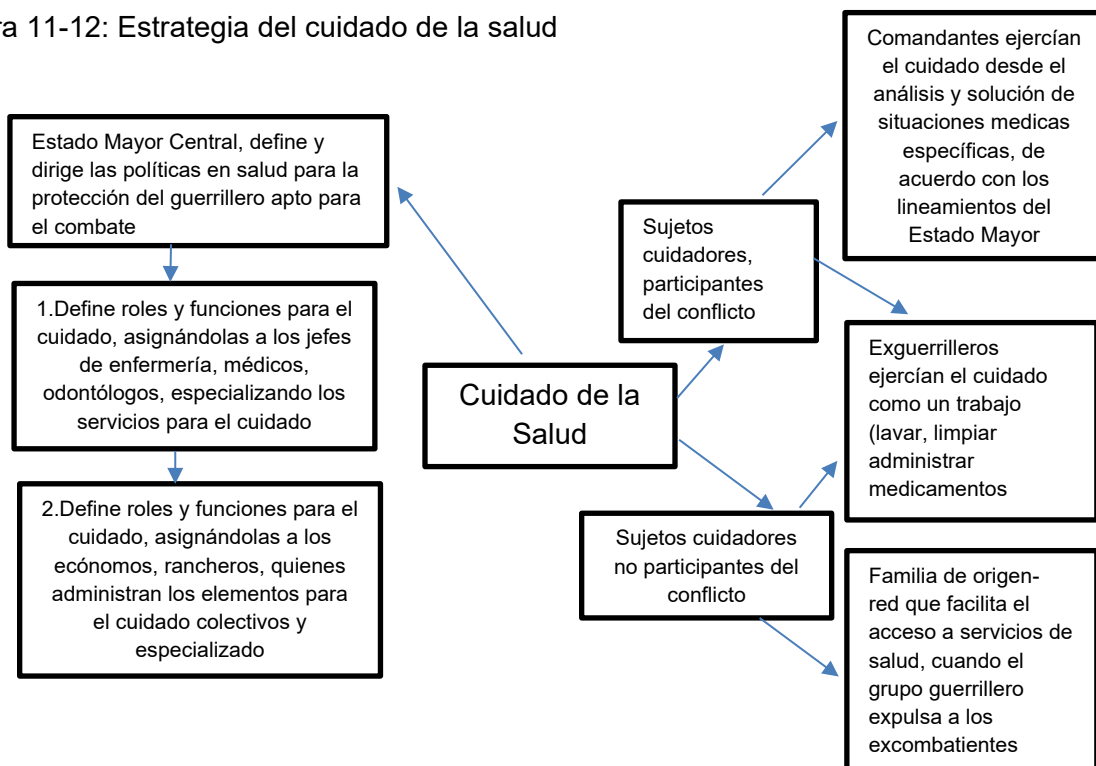 ra 11-12: Estrategia del cuidado de la salud
Estado Mayor Central, define y
dirige las políticas en salud para la
protección del guerrillero apto para
el combate
1.Define roles y funciones para el
cuidado, asignándolas a los jefes
de enfermería, médicos,
odontólogos, especializando los
servicios para el cuidado
2.Define roles y funciones para el
cuidado, asignándolas a los
ecónomos, rancheros, quienes
administran los elementos para
el cuidado colectivos y
especializado
Cuidado de la
Salud
Sujetos
cuidadores,
participantes
del conflicto
Sujetos cuidadores
no participantes del
conflicto
Comandantes ejercían
el cuidado desde el
análisis y solución de
situaciones medicas
específicas, de
acuerdo con los
lineamientos del
Estado Mayor
Exguerrilleros
ejercían el cuidado
como un trabajo
(lavar, limpiar
administrar
medicamentos
Familia de origen-
red que facilita el
acceso a servicios de
salud, cuando el
grupo guerrillero
expulsa a los
excombatientes